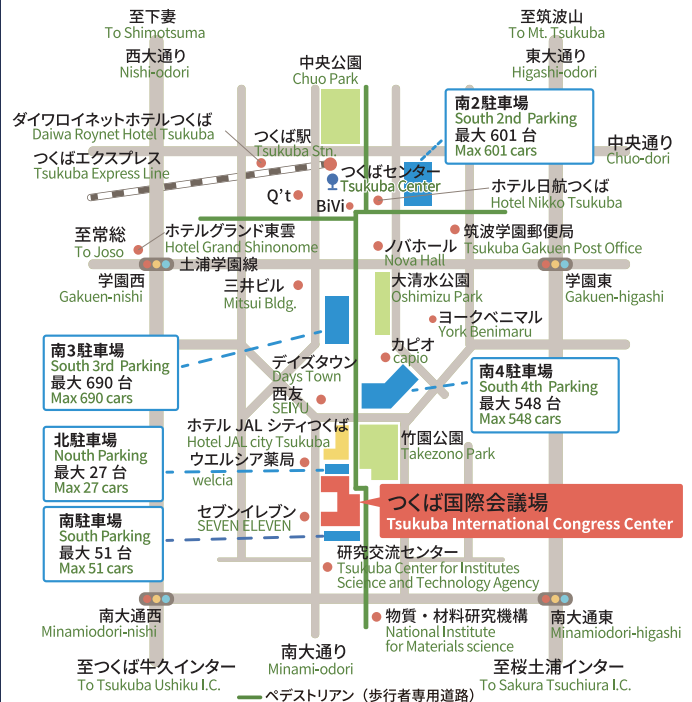 至下妻
To Shimotsuma
至筑波山
To Mt. Tsukuba
西大通り
Nishi-odori
中央公園
Chuo Park
東大通り
Higashi-odori
南2駐車場
South 2nd Parking
最大 601 台
Max 601 cars
ダイワロイネットホテルつくば
Daiwa Roynet Hotel Tsukuba
つくば駅
Tsukuba Stn.
中央通り
Chuo-dori
つくばエクスプレス
Tsukuba Express Line
つくばセンター
Tsukuba Center
Q't
BiVi
ホテル日航つくば
Hotel Nikko Tsukuba
至常総
To Joso
ホテルグランド東雲
Hotel Grand Shinonome
ノバホール
Nova Hall
筑波学園郵便局
Tsukuba Gakuen Post Office
土浦学園線
学園西
Gakuen-nishi
三井ビル
Mitsui Bldg.
大清水公園
Oshimizu Park
学園東
Gakuen-higashi
ヨークベニマル
York Benimaru
南3駐車場
South 3rd Parking
最大 690 台
Max 690 cars
デイズタウン
Days Town
カピオ
capio
南4駐車場
South 4th Parking
最大 548 台
Max 548 cars
西友
SEIYU
ホテル JAL シティつくば
Hotel JAL city Tsukuba
竹園公園
Takezono Park
北駐車場
Nouth Parking
最大 27 台
Max 27 cars
ウエルシア薬局
welcia
つくば国際会議場
Tsukuba International Congress Center
セブンイレブン
SEVEN ELEVEN
南駐車場
South Parking
最大 51 台
Max 51 cars
研究交流センター
Tsukuba Center for Institutes
Science and Technology Agency
南大通西
Minamiodori-nishi
物質・材料研究機構
National Institute
for Materials science
南大通東
Minamiodori-higashi
南大通り
Minami-odori
至つくば牛久インター
To Tsukuba Ushiku I.C.
至桜土浦インター
To Sakura Tsuchiura I.C.
ペデストリアン（歩行者専用道路）